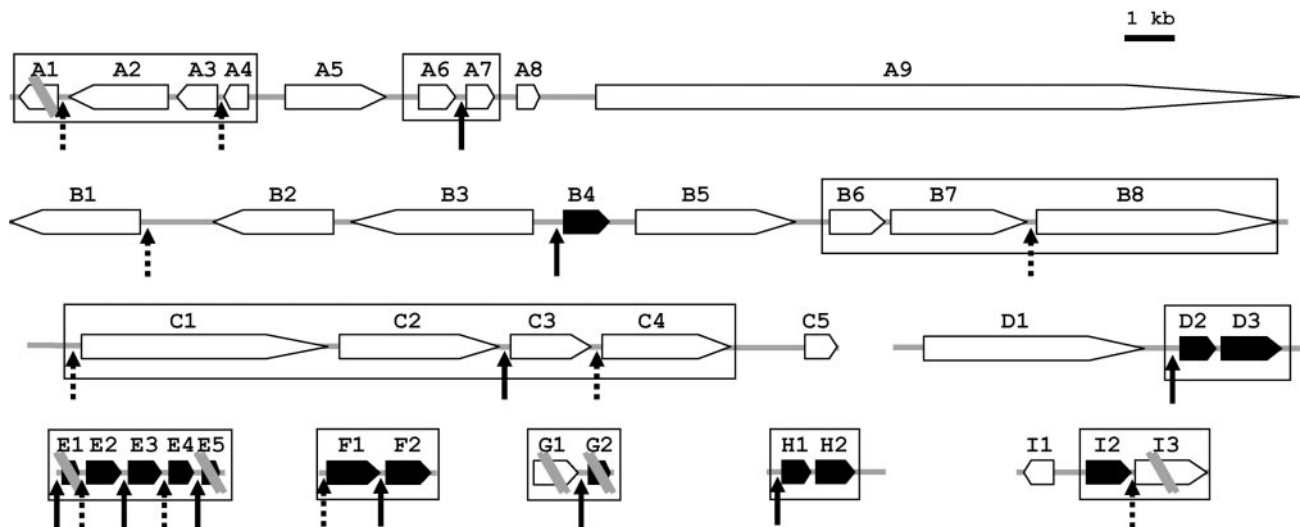 1 kb
A1 A2 A3 A4 A5 A6 A7 A8 A9
B1 B2 B3 B4 B5 B6 B7 B8
C1 C2 C3 C4 C5 D1 D2 D3
E1 E2 E3 E4 E5 F1 F2 G1 G2 H1 H2 I1 I2 I3